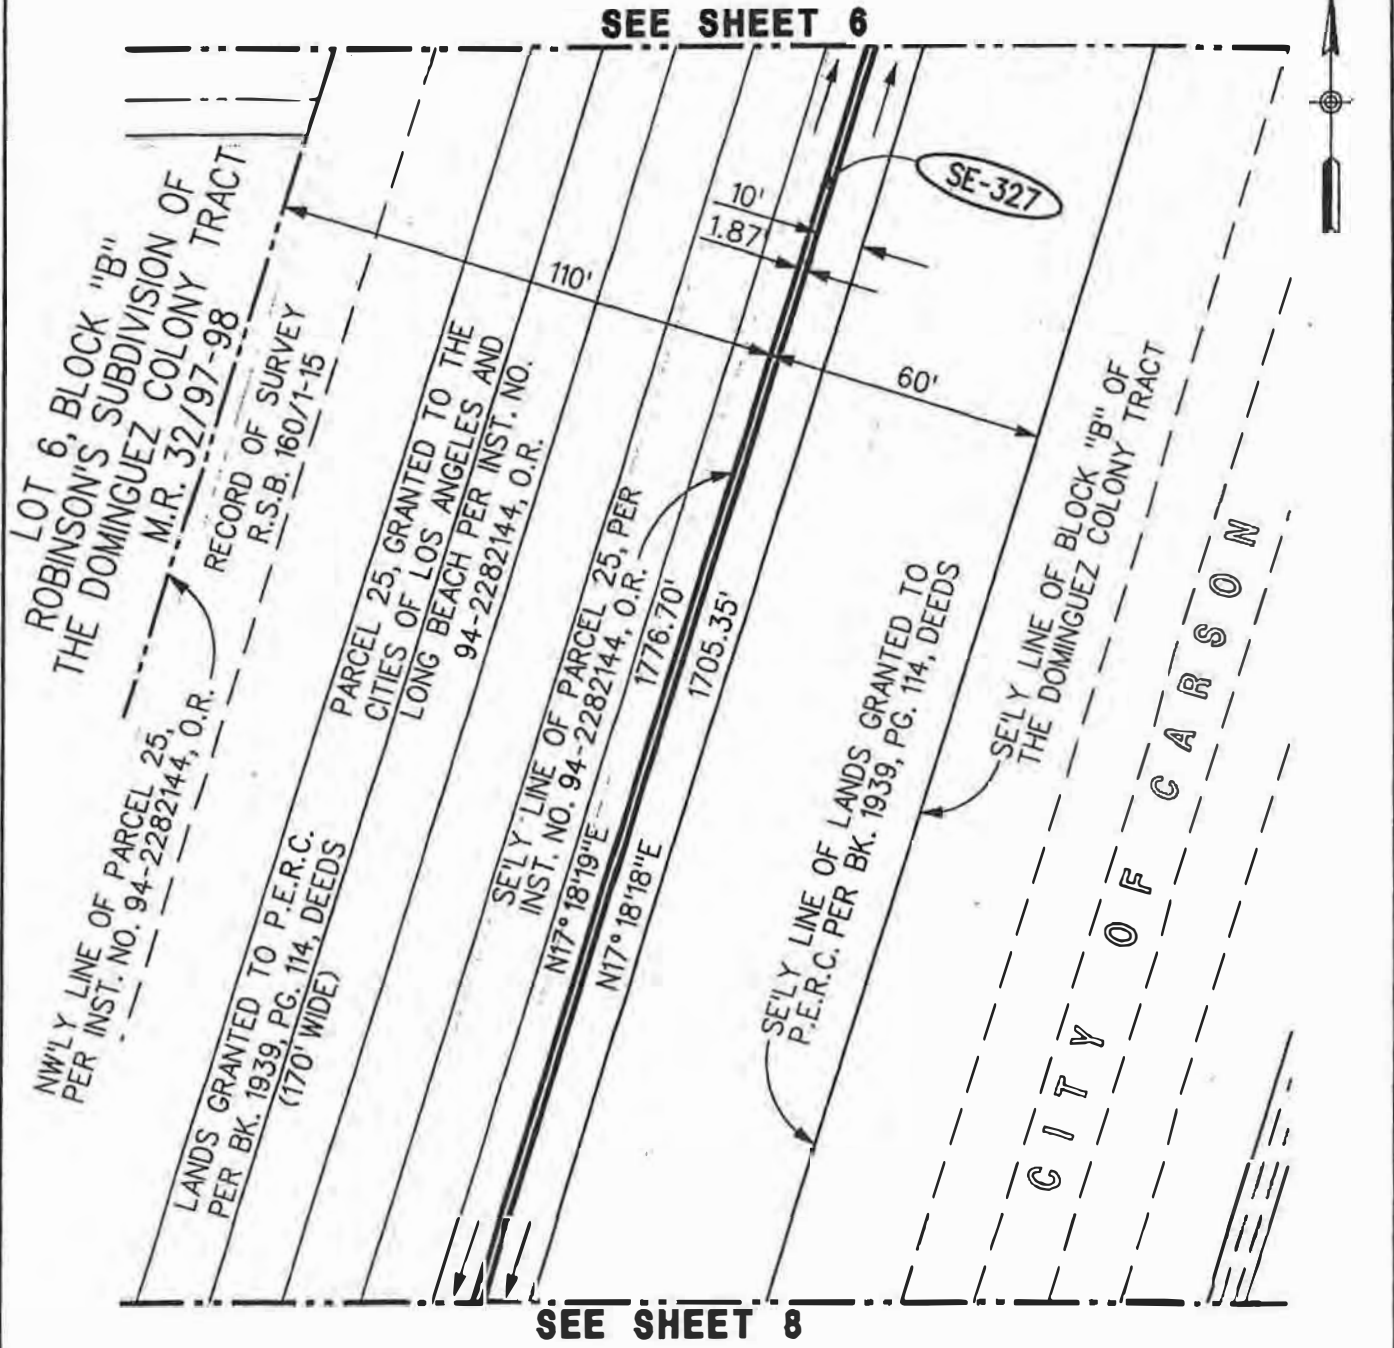 SEE SHEET 6
SE-327
10'
1.87'
110'
60'
LOT 6, BLOCK "B"
ROBINSON'S SUBDIVISION OF
THE DOMINGUEZ COLONY TRACT
M.R. 32/97-98
RECORD OF SURVEY
R.S.B. 160/1-15
PARCEL 25, GRANTED TO THE
CITIES OF LOS ANGELES AND
LONG BEACH PER INST. NO.
94-2282144, O.R.
SE'LY LINE OF PARCEL 25, PER
INST. NO. 94-2282144, O.R.
1776.70'
1705.35'
N17°18'19"E
N17°18'18"E
SE'LY LINE OF BLOCK "B" OF
THE DOMINGUEZ COLONY TRACT
SE'LY LINE OF LANDS GRANTED TO
P.E.R.C. PER BK. 1939, PG. 114, DEEDS
NW'LY LINE OF PARCEL 25,
PER INST. NO. 94-2282144, O.R.
LANDS GRANTED TO P.E.R.C.
PER BK. 1939, PG. 114, DEEDS
(170' WIDE)
CITY OF CARSON
SEE SHEET 8